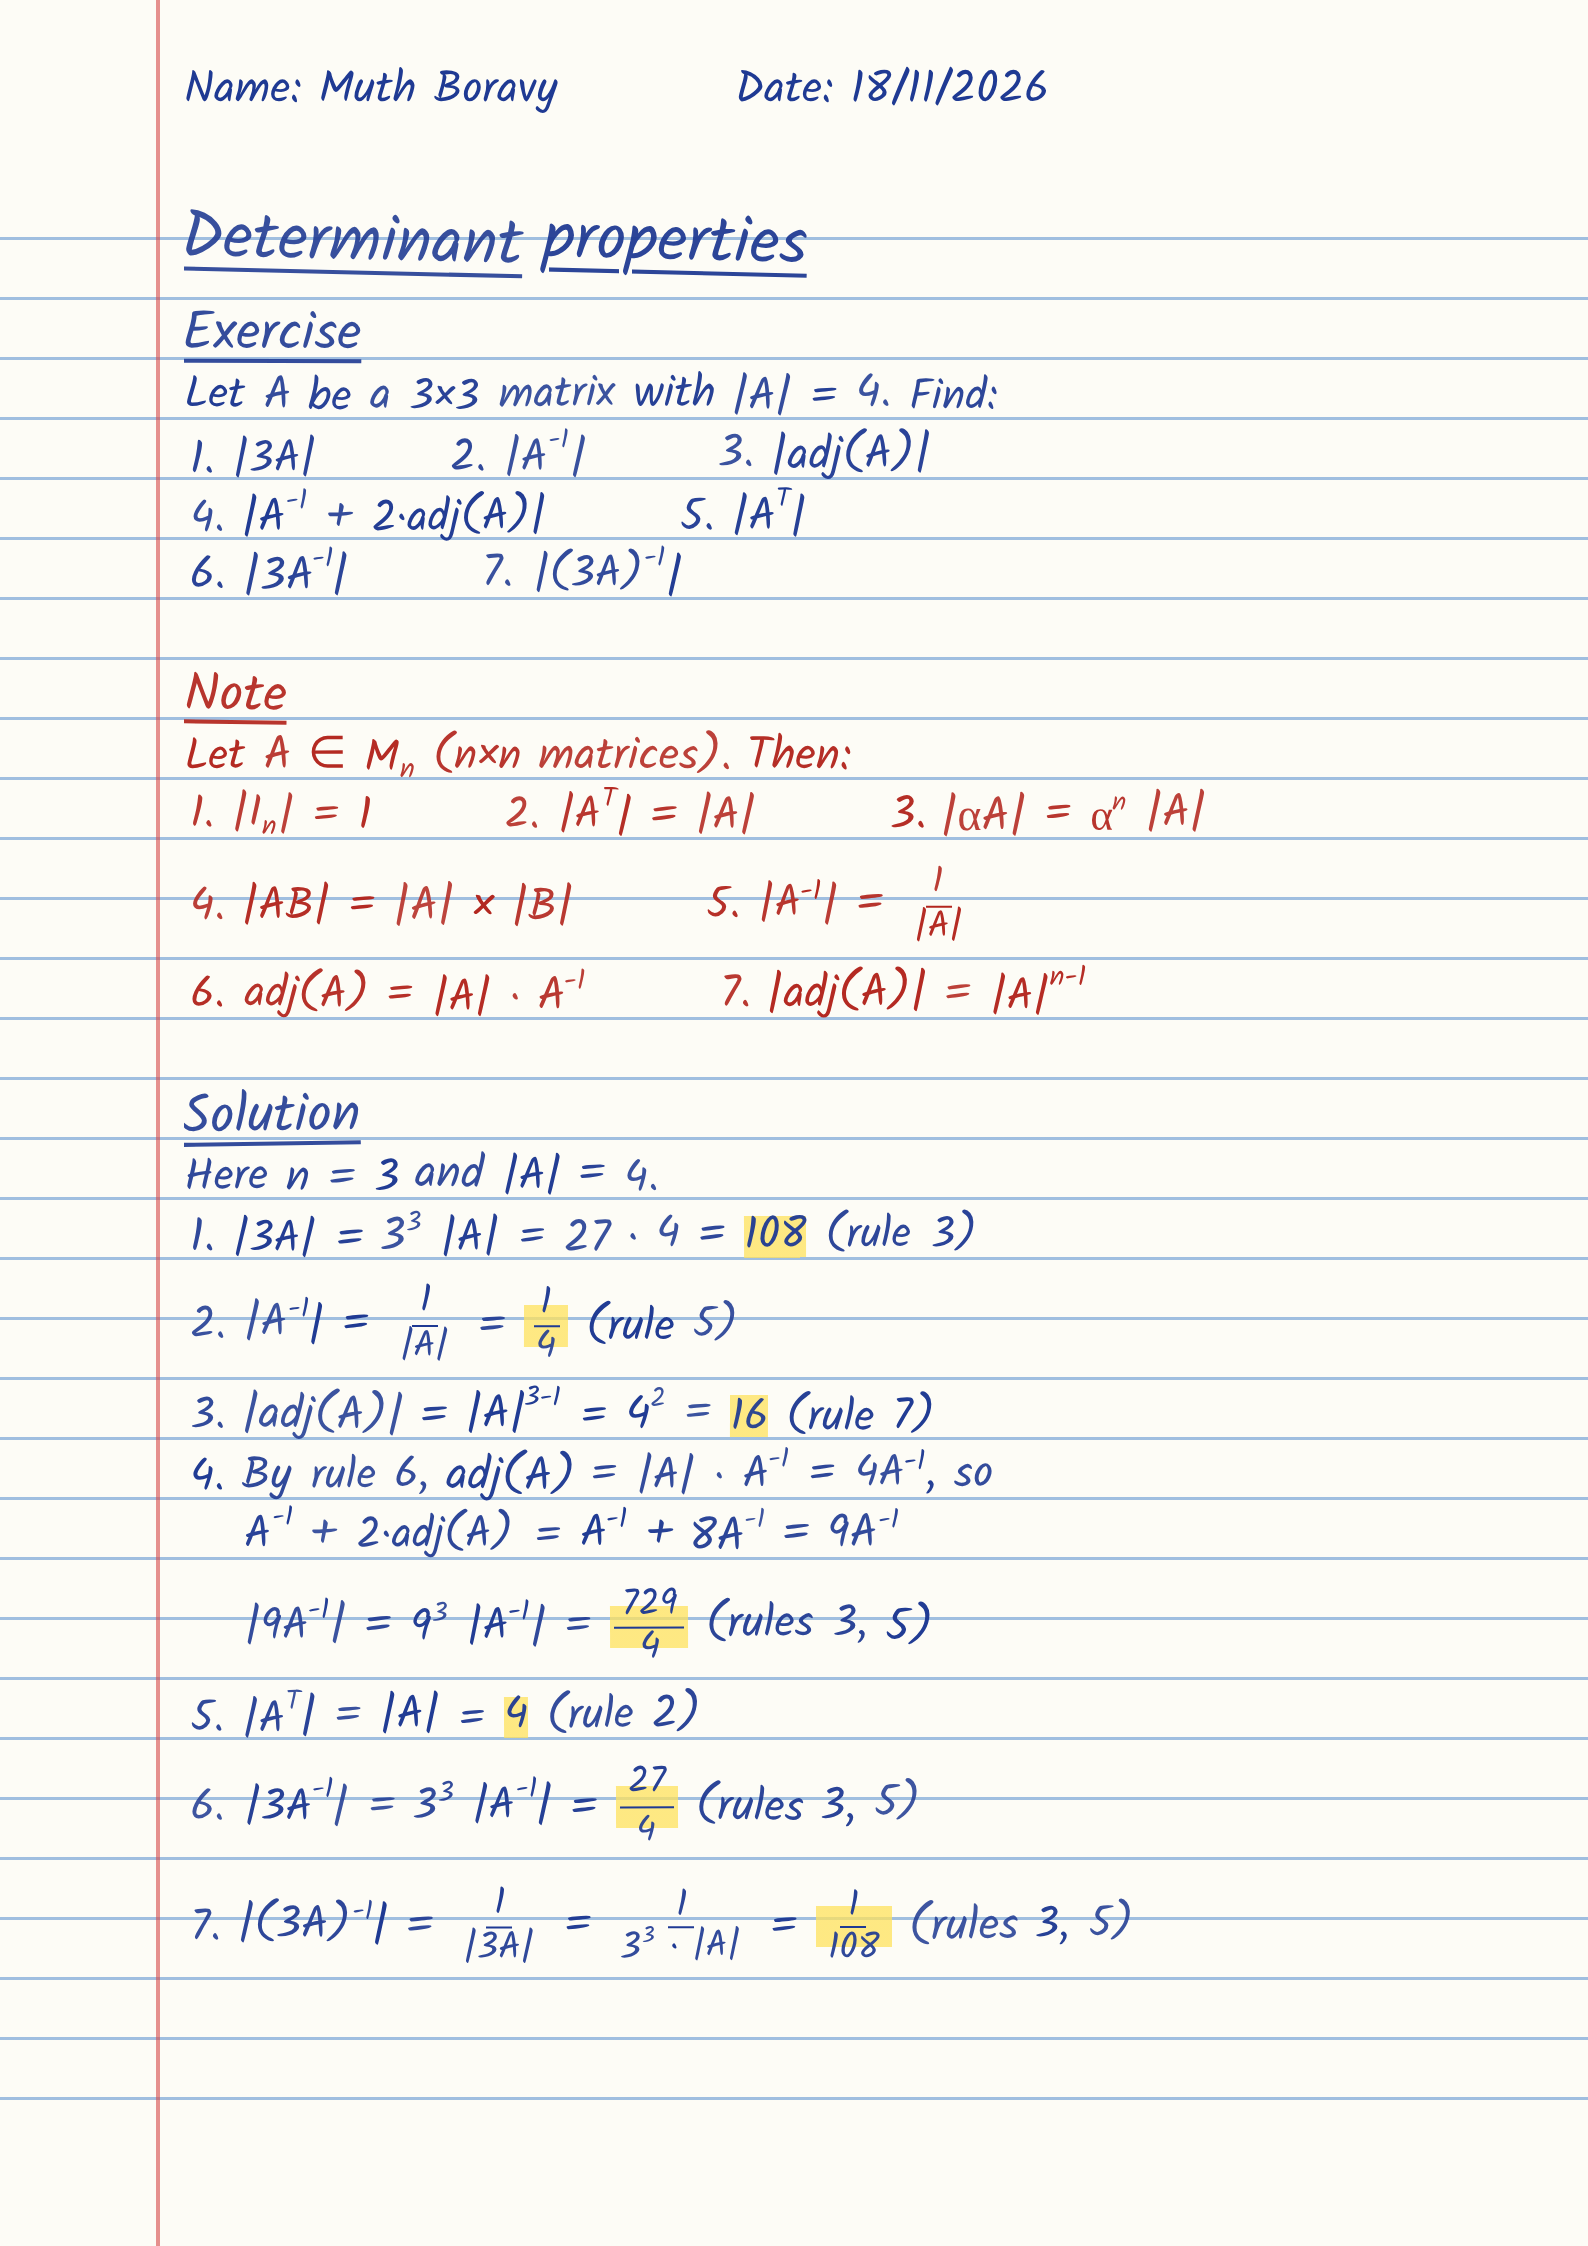 Name: Muth Boravy Date: 18/11/2026
Determinant properties
Exercise
Let A be a 3×3 matrix with |A| = 4. Find:
1. |3A| 2. |A⁻¹| 3. |adj(A)|
4. |A⁻¹ + 2·adj(A)| 5. |Aᵀ|
6. |3A⁻¹| 7. |(3A)⁻¹|
Note
Let A ∈ Mₙ (n×n matrices). Then:
1. |Iₙ| = 1 2. |Aᵀ| = |A| 3. |αA| = αⁿ |A|
4. |AB| = |A| × |B| 5. |A⁻¹| = 1/|A|
6. adj(A) = |A| · A⁻¹ 7. |adj(A)| = |A|ⁿ⁻¹
Solution
Here n = 3 and |A| = 4.
1. |3A| = 3³ |A| = 27 · 4 = 108 (rule 3)
2. |A⁻¹| = 1/|A| = 1/4 (rule 5)
3. |adj(A)| = |A|³⁻¹ = 4² = 16 (rule 7)
4. By rule 6, adj(A) = |A| · A⁻¹ = 4A⁻¹, so
A⁻¹ + 2·adj(A) = A⁻¹ + 8A⁻¹ = 9A⁻¹
|9A⁻¹| = 9³ |A⁻¹| = 729/4 (rules 3, 5)
5. |Aᵀ| = |A| = 4 (rule 2)
6. |3A⁻¹| = 3³ |A⁻¹| = 27/4 (rules 3, 5)
7. |(3A)⁻¹| = 1/|3A| = 1/(3³ · |A|) = 1/108 (rules 3, 5)